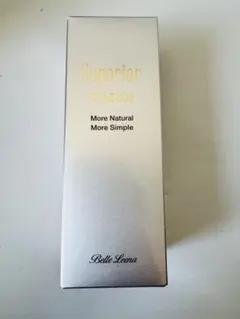 Superior
More Natural
More Simple
Belle Leena